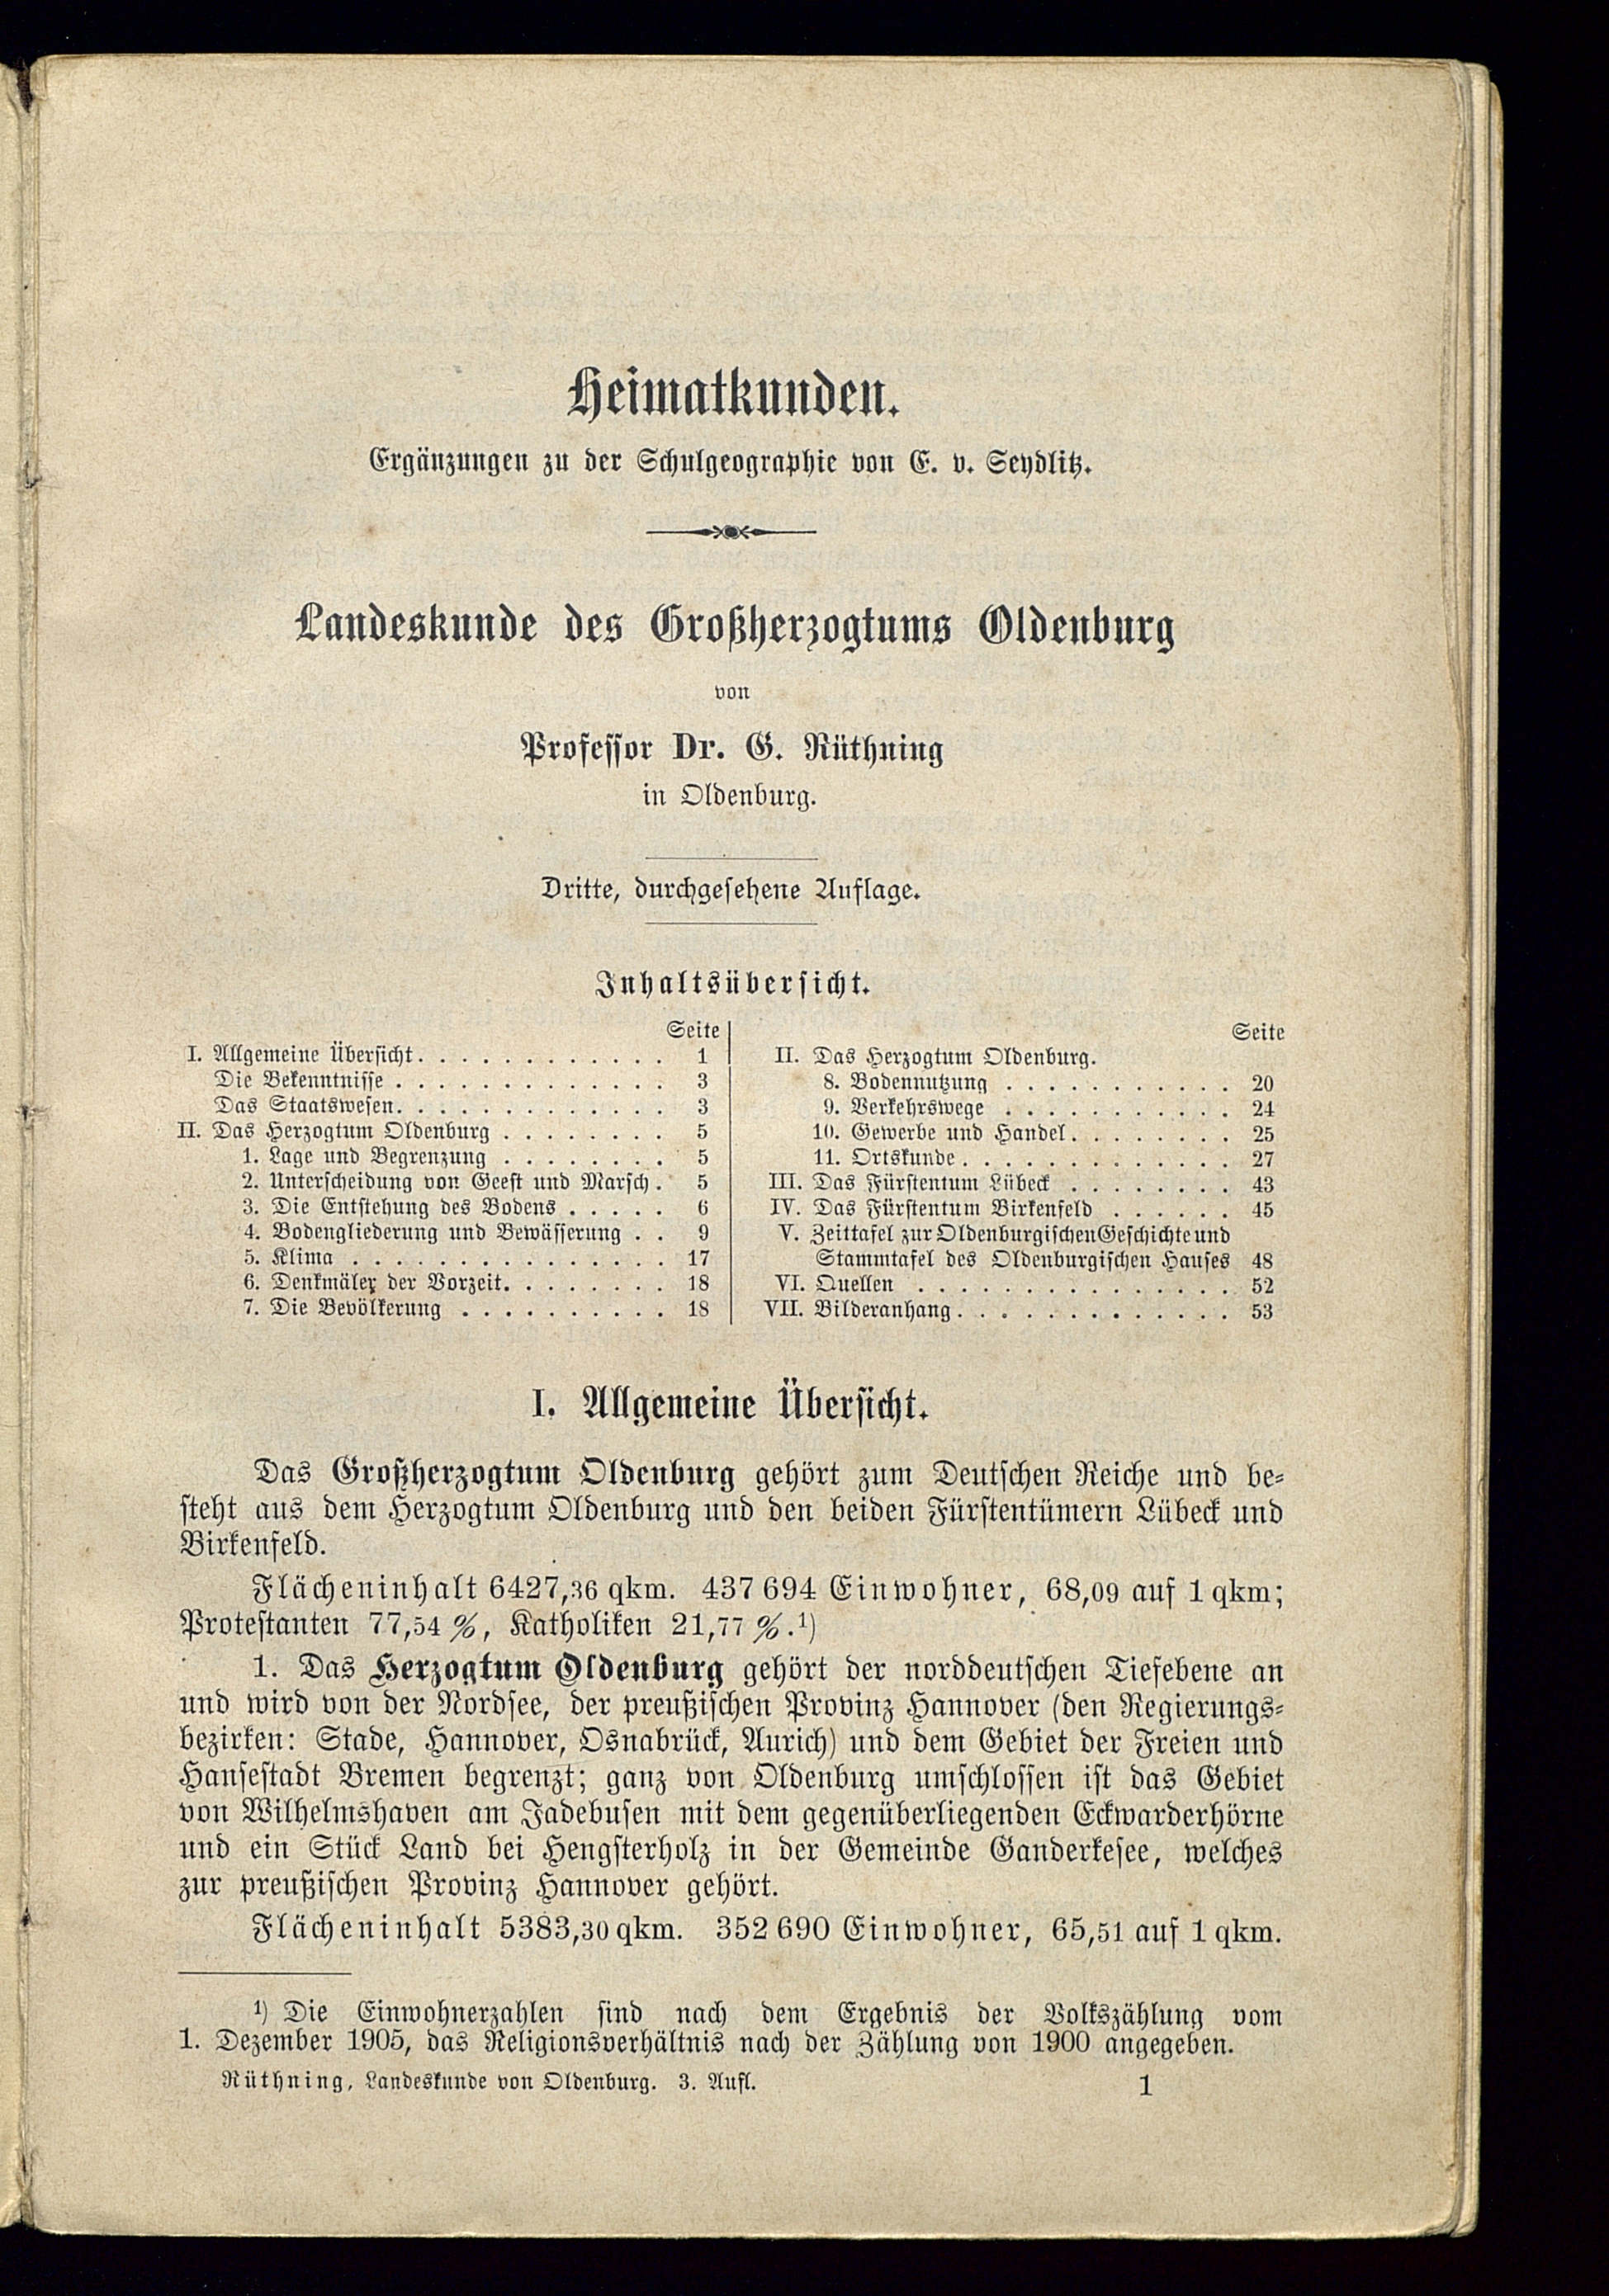 Heimatkunden.
Ergänzungen zu der Schulgeographie von E. v. Seydlitz.
Landeskunde des Großherzogtums Oldenburg
von
Professor Dr. G. Rüthning
in Oldenburg.
Dritte, durchgesehene Auflage.
Inhaltsübersicht.
Seite
I. Allgemeine Übersicht. . . . . . . . . . . . 1
Die Bekenntnisse . . . . . . . . . . . . . 3
Das Staatswesen. . . . . . . . . . . . . 3
II. Das Herzogtum Oldenburg . . . . . . . . 5
1. Lage und Begrenzung . . . . . . . . 5
2. Unterscheidung von Geest und Marsch . 5
3. Die Entstehung des Bodens . . . . . 6
4. Bodengliederung und Bewässerung . . 9
5. Klima . . . . . . . . . . . . . . . 17
6. Denkmäler der Vorzeit. . . . . . . . 18
7. Die Bevölkerung . . . . . . . . . . 18
Seite
II. Das Herzogtum Oldenburg.
8. Bodennutzung . . . . . . . . . . . 20
9. Verkehrswege . . . . . . . . . . . 24
10. Gewerbe und Handel. . . . . . . . 25
11. Ortskunde. . . . . . . . . . . . . 27
III. Das Fürstentum Lübeck . . . . . . . . 43
IV. Das Fürstentum Birkenfeld . . . . . . 45
V. Zeittafel zur Oldenburgischen Geschichte und
Stammtafel des Oldenburgischen Hauses 48
VI. Quellen . . . . . . . . . . . . . . . 52
VII. Bilderanhang. . . . . . . . . . . . . 53
I. Allgemeine Übersicht.
Das Großherzogtum Oldenburg gehört zum Deutschen Reiche und be-
steht aus dem Herzogtum Oldenburg und den beiden Fürstentümern Lübeck und
Birkenfeld.
Flächeninhalt 6427,36 qkm. 437 694 Einwohner, 68,09 auf 1 qkm;
Protestanten 77,54 %, Katholiken 21,77 %.¹)
1. Das Herzogtum Oldenburg gehört der norddeutschen Tiefebene an
und wird von der Nordsee, der preußischen Provinz Hannover (den Regierungs-
bezirken: Stade, Hannover, Osnabrück, Aurich) und dem Gebiet der Freien und
Hansestadt Bremen begrenzt; ganz von Oldenburg umschlossen ist das Gebiet
von Wilhelmshaven am Jadebusen mit dem gegenüberliegenden Eckwarderhörne
und ein Stück Land bei Hengsterholz in der Gemeinde Ganderkesee, welches
zur preußischen Provinz Hannover gehört.
Flächeninhalt 5383,30 qkm. 352 690 Einwohner, 65,51 auf 1 qkm.
¹) Die Einwohnerzahlen sind nach dem Ergebnis der Volkszählung vom
1. Dezember 1905, das Religionsverhältnis nach der Zählung von 1900 angegeben.
Rüthning, Landeskunde von Oldenburg. 3. Aufl. 1